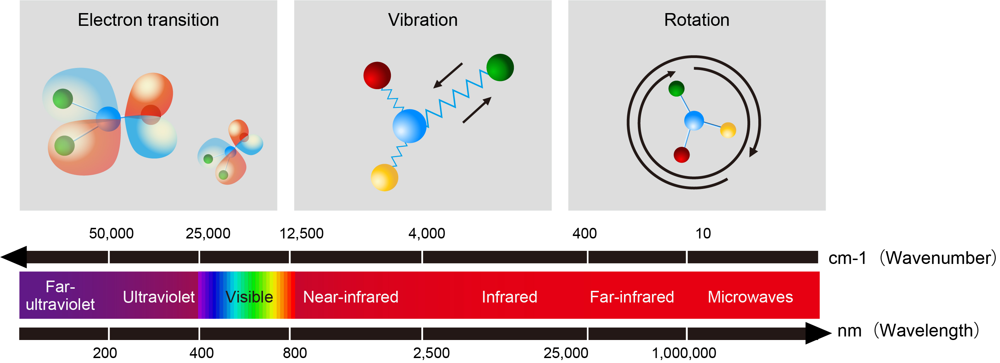 Electron transition
Vibration
Rotation
50,000
25,000
12,500
4,000
400
10
cm-1（Wavenumber）
Far-
ultraviolet
Ultraviolet
Visible
Near-infrared
Infrared
Far-infrared
Microwaves
nm（Wavelength）
200
400
800
2,500
25,000
1,000,000